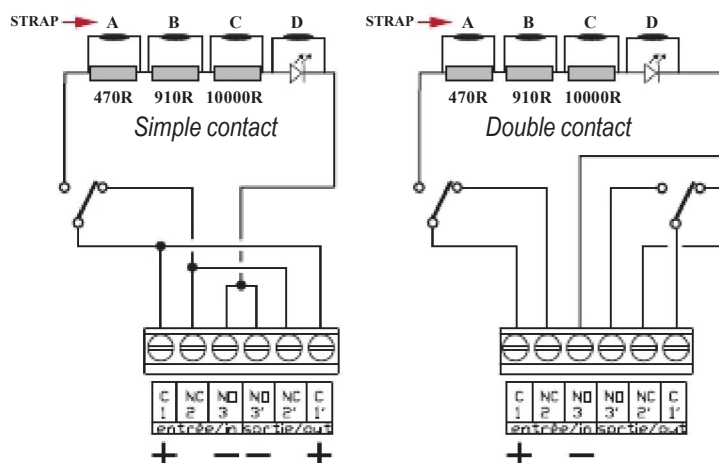 STRAP A B C D
470R 910R 10000R
Simple contact
C NC NO NO NC C
1 2 3 3' 2' 1'
entrée/in sortie/out
+ − − +
STRAP A B C D
470R 910R 10000R
Double contact
C NC NO NO NC C
1 2 3 3' 2' 1'
entrée/in sortie/out
+ −